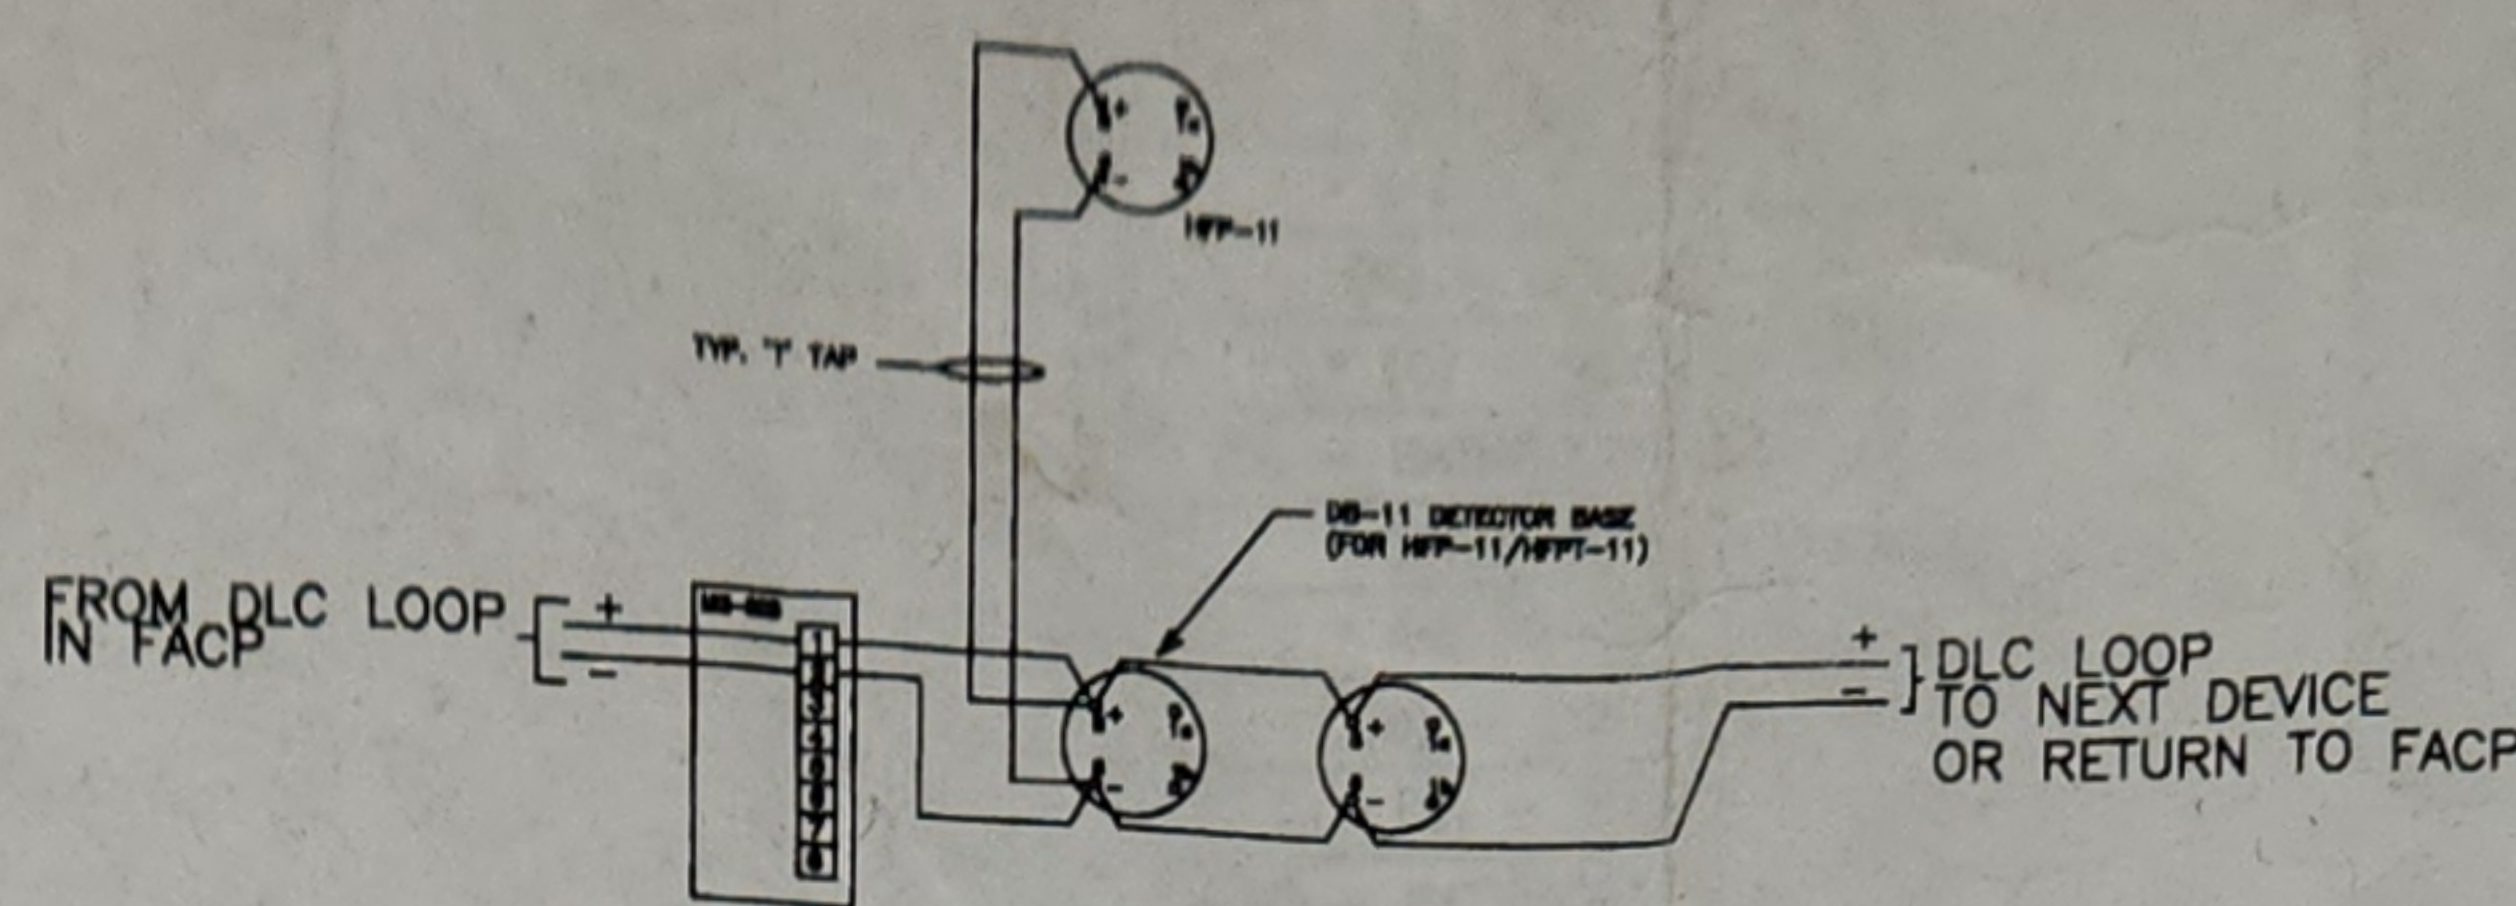 HFP-11
TYP. "T" TAP
DB-11 DETECTOR BASE
(FOR HFP-11/HFPT-11)
FROM DLC LOOP
IN FACP
+
-
1
2
3
4
5
6
7
8
+
-
+
-
+
-
+
-
DLC LOOP
TO NEXT DEVICE
OR RETURN TO FACP